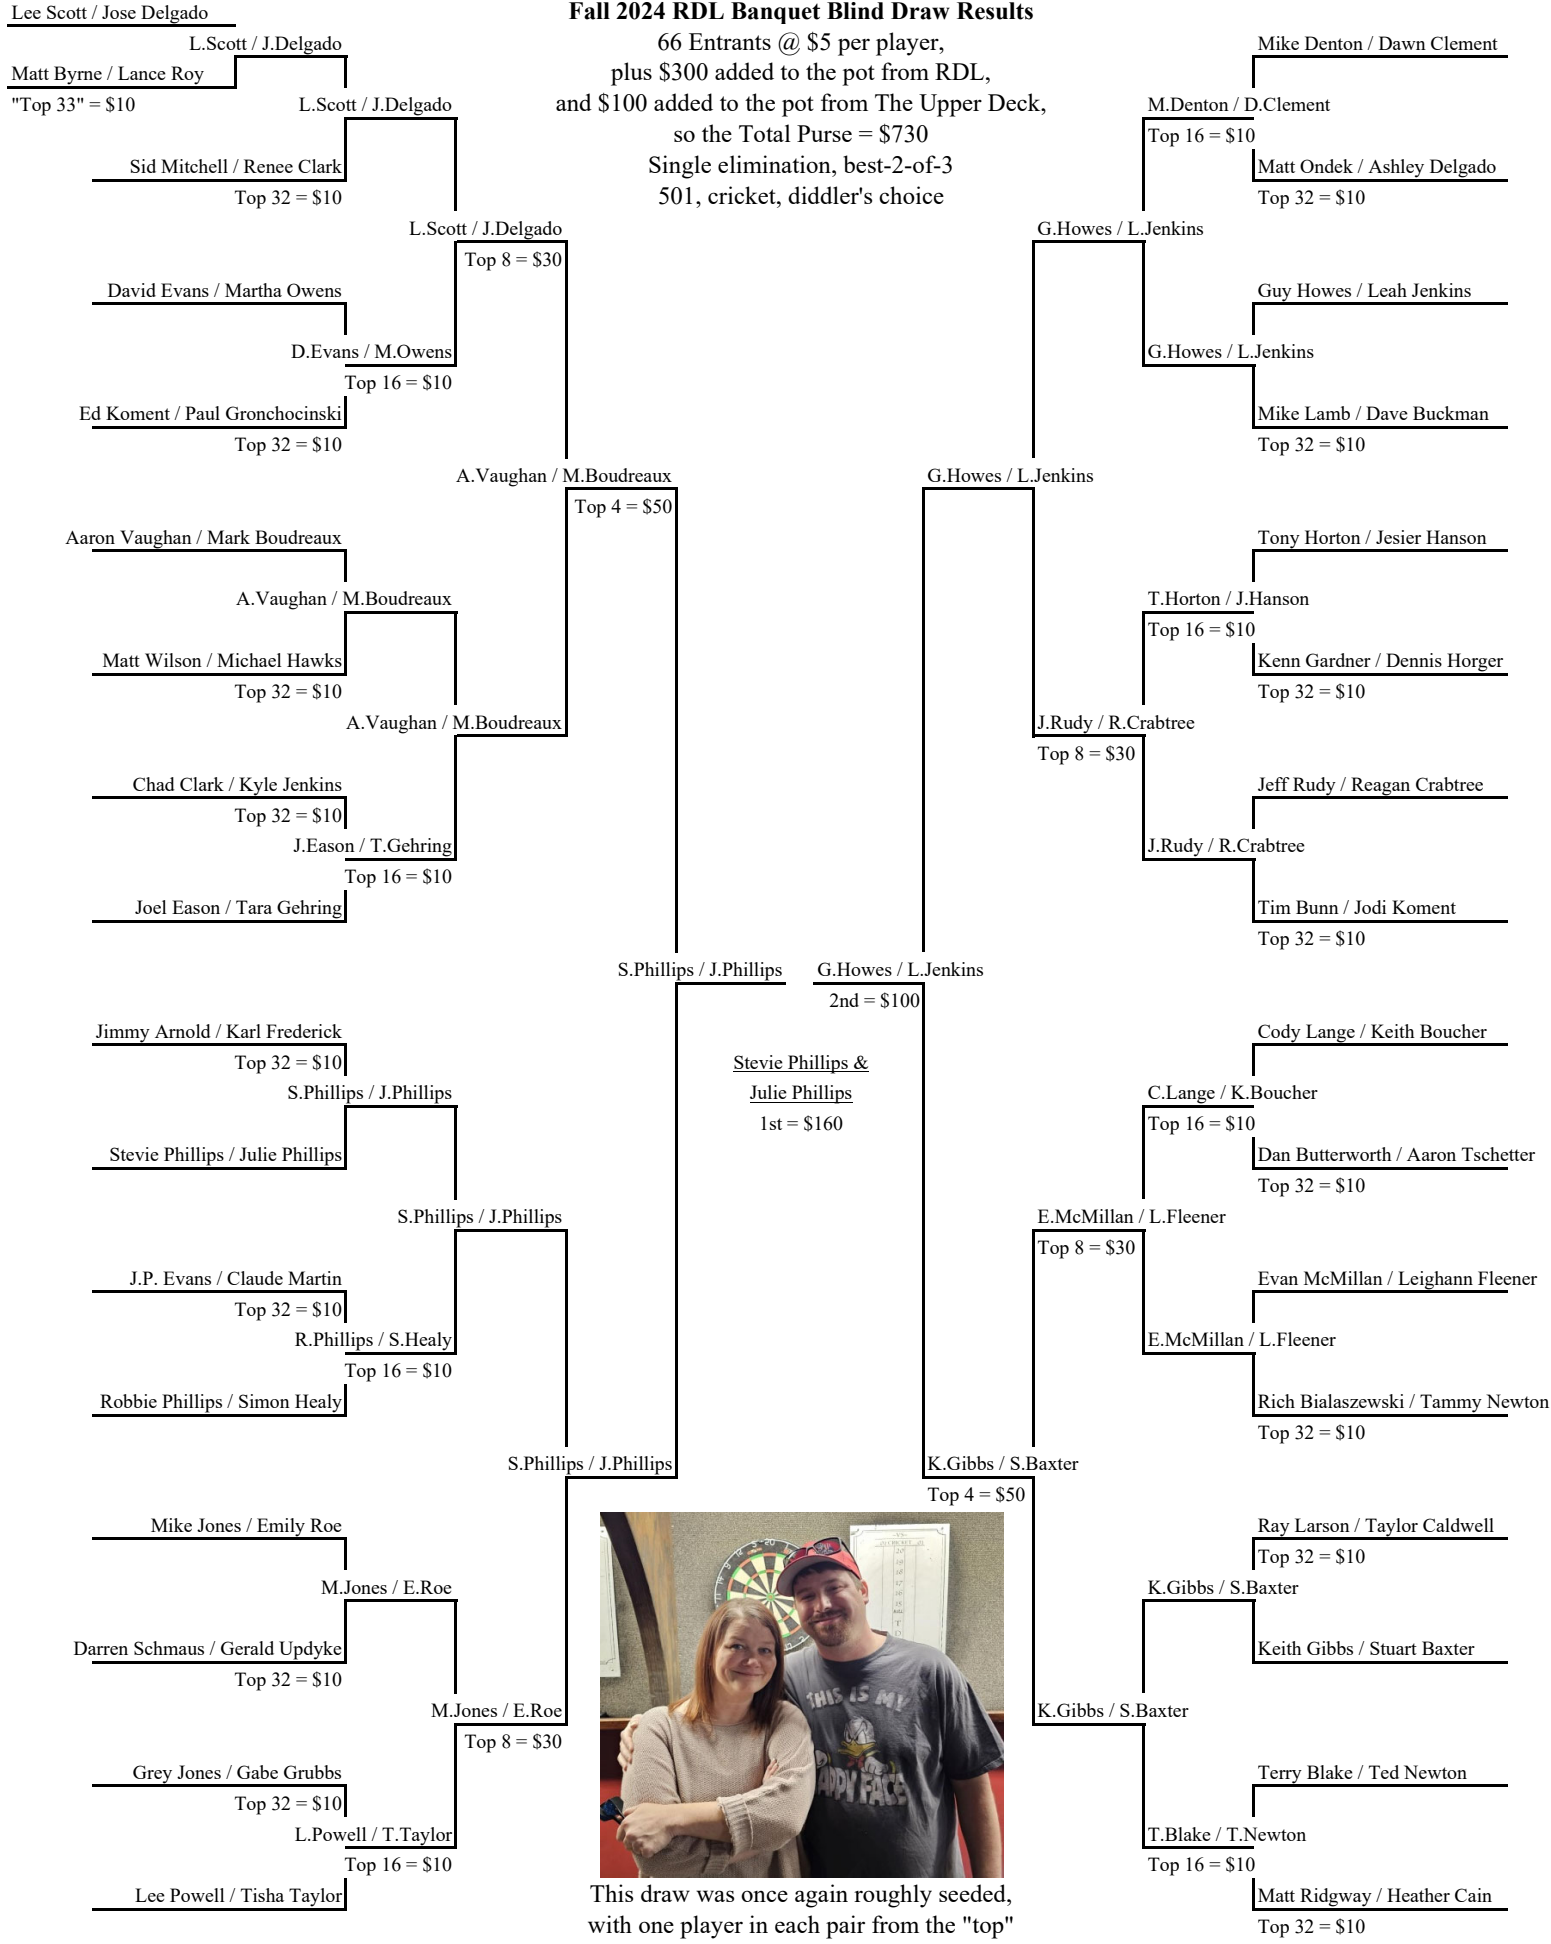 Fall 2024 RDL Banquet Blind Draw Results
66 Entrants @ $5 per player,
plus $300 added to the pot from RDL,
and $100 added to the pot from The Upper Deck,
so the Total Purse = $730
Single elimination, best-2-of-3
501, cricket, diddler's choice
Lee Scott / Jose Delgado
L.Scott / J.Delgado
Matt Byrne / Lance Roy
"Top 33" = $10
L.Scott / J.Delgado
Sid Mitchell / Renee Clark
Top 32 = $10
L.Scott / J.Delgado
Top 8 = $30
David Evans / Martha Owens
D.Evans / M.Owens
Top 16 = $10
Ed Koment / Paul Gronchocinski
Top 32 = $10
A.Vaughan / M.Boudreaux
Top 4 = $50
Aaron Vaughan / Mark Boudreaux
A.Vaughan / M.Boudreaux
Matt Wilson / Michael Hawks
Top 32 = $10
A.Vaughan / M.Boudreaux
Chad Clark / Kyle Jenkins
Top 32 = $10
J.Eason / T.Gehring
Top 16 = $10
Joel Eason / Tara Gehring
S.Phillips / J.Phillips
Jimmy Arnold / Karl Frederick
Top 32 = $10
S.Phillips / J.Phillips
Stevie Phillips / Julie Phillips
S.Phillips / J.Phillips
J.P. Evans / Claude Martin
Top 32 = $10
R.Phillips / S.Healy
Top 16 = $10
Robbie Phillips / Simon Healy
S.Phillips / J.Phillips
Mike Jones / Emily Roe
M.Jones / E.Roe
Darren Schmaus / Gerald Updyke
Top 32 = $10
M.Jones / E.Roe
Top 8 = $30
Grey Jones / Gabe Grubbs
Top 32 = $10
L.Powell / T.Taylor
Top 16 = $10
Lee Powell / Tisha Taylor
Mike Denton / Dawn Clement
M.Denton / D.Clement
Top 16 = $10
Matt Ondek / Ashley Delgado
Top 32 = $10
G.Howes / L.Jenkins
Guy Howes / Leah Jenkins
G.Howes / L.Jenkins
Mike Lamb / Dave Buckman
Top 32 = $10
G.Howes / L.Jenkins
Tony Horton / Jesier Hanson
T.Horton / J.Hanson
Top 16 = $10
Kenn Gardner / Dennis Horger
Top 32 = $10
J.Rudy / R.Crabtree
Top 8 = $30
Jeff Rudy / Reagan Crabtree
J.Rudy / R.Crabtree
Tim Bunn / Jodi Koment
Top 32 = $10
G.Howes / L.Jenkins
2nd = $100
Stevie Phillips &
Julie Phillips
1st = $160
Cody Lange / Keith Boucher
C.Lange / K.Boucher
Top 16 = $10
Dan Butterworth / Aaron Tschetter
Top 32 = $10
E.McMillan / L.Fleener
Top 8 = $30
Evan McMillan / Leighann Fleener
E.McMillan / L.Fleener
Rich Bialaszewski / Tammy Newton
Top 32 = $10
K.Gibbs / S.Baxter
Top 4 = $50
Ray Larson / Taylor Caldwell
Top 32 = $10
K.Gibbs / S.Baxter
Keith Gibbs / Stuart Baxter
K.Gibbs / S.Baxter
Terry Blake / Ted Newton
T.Blake / T.Newton
Top 16 = $10
Matt Ridgway / Heather Cain
Top 32 = $10
THIS IS MY
This draw was once again roughly seeded,
with one player in each pair from the "top"